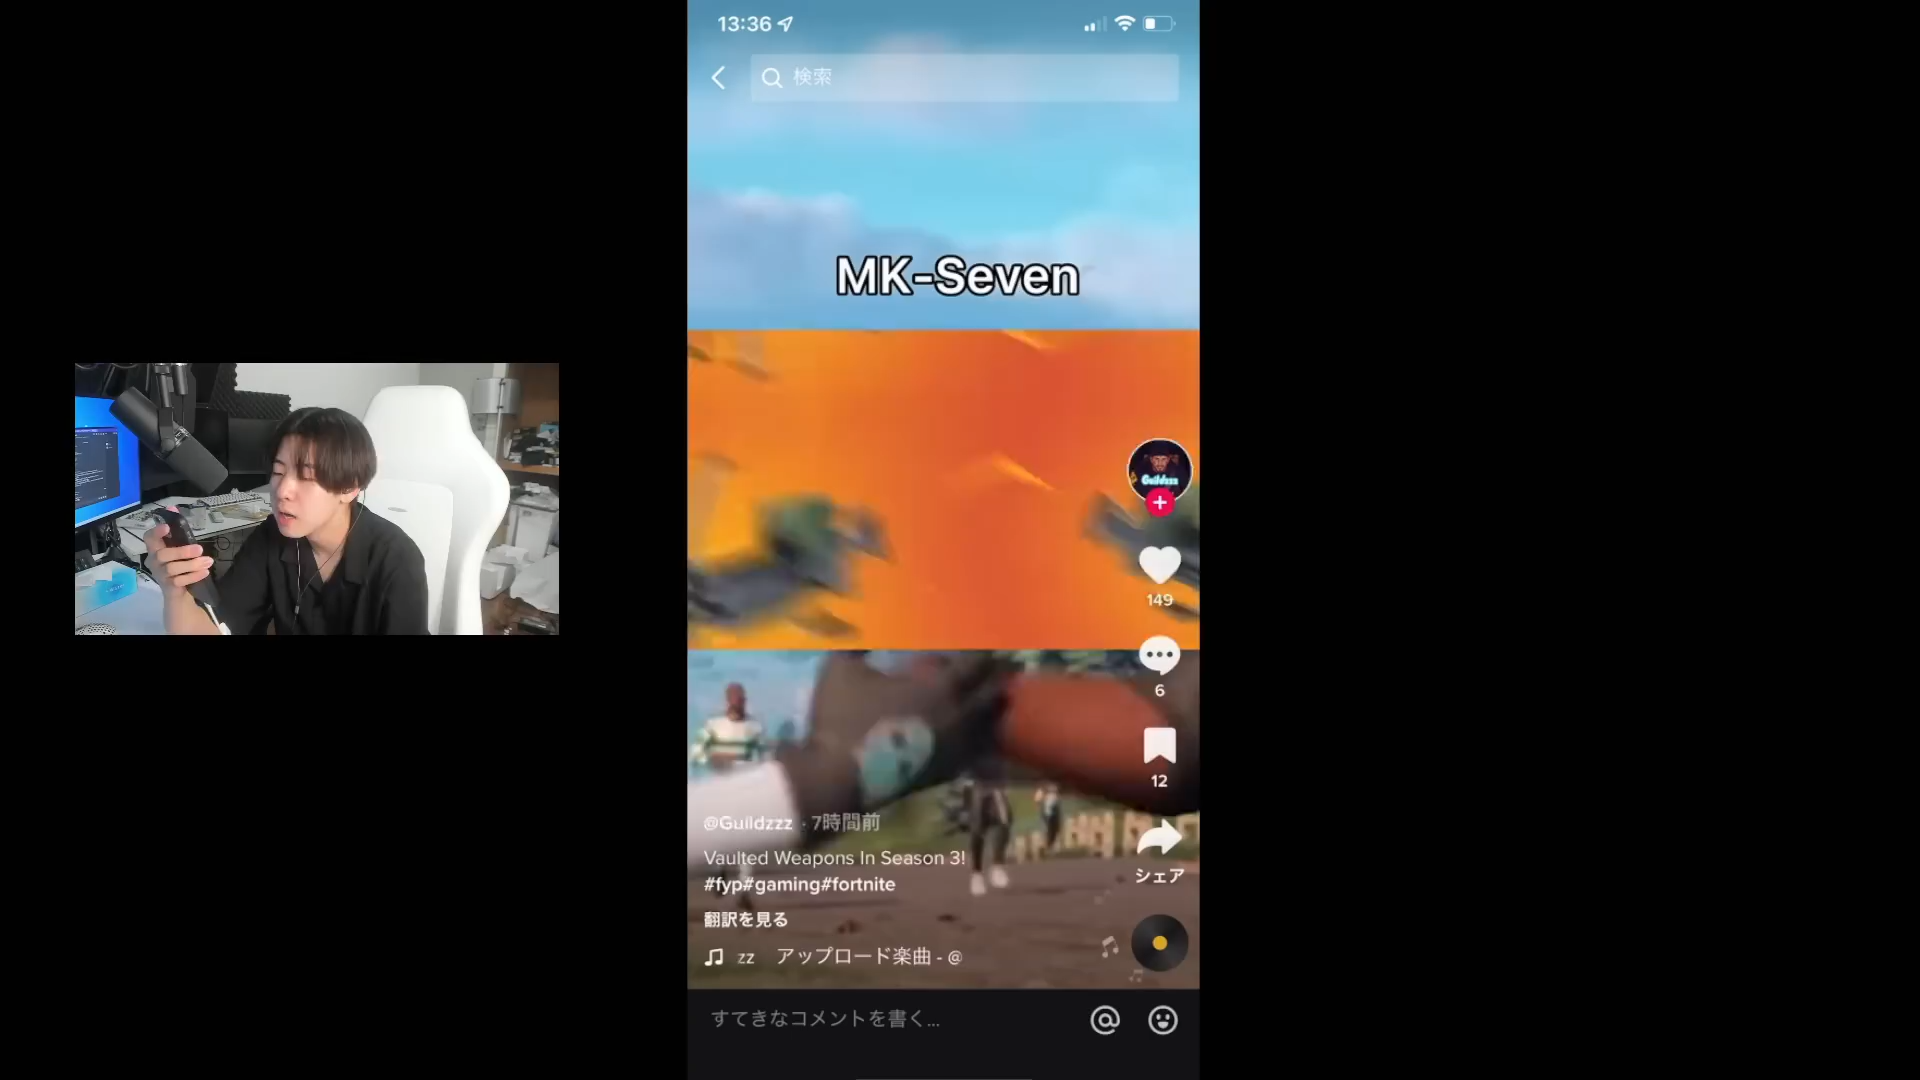 13:36
検索
MK-Seven
Guildzzz
149
6
12
シェア
@Guildzzz · 7時間前
Vaulted Weapons In Season 3!
#fyp#gaming#fortnite
翻訳を見る
zz アップロード楽曲 - @
すてきなコメントを書く...